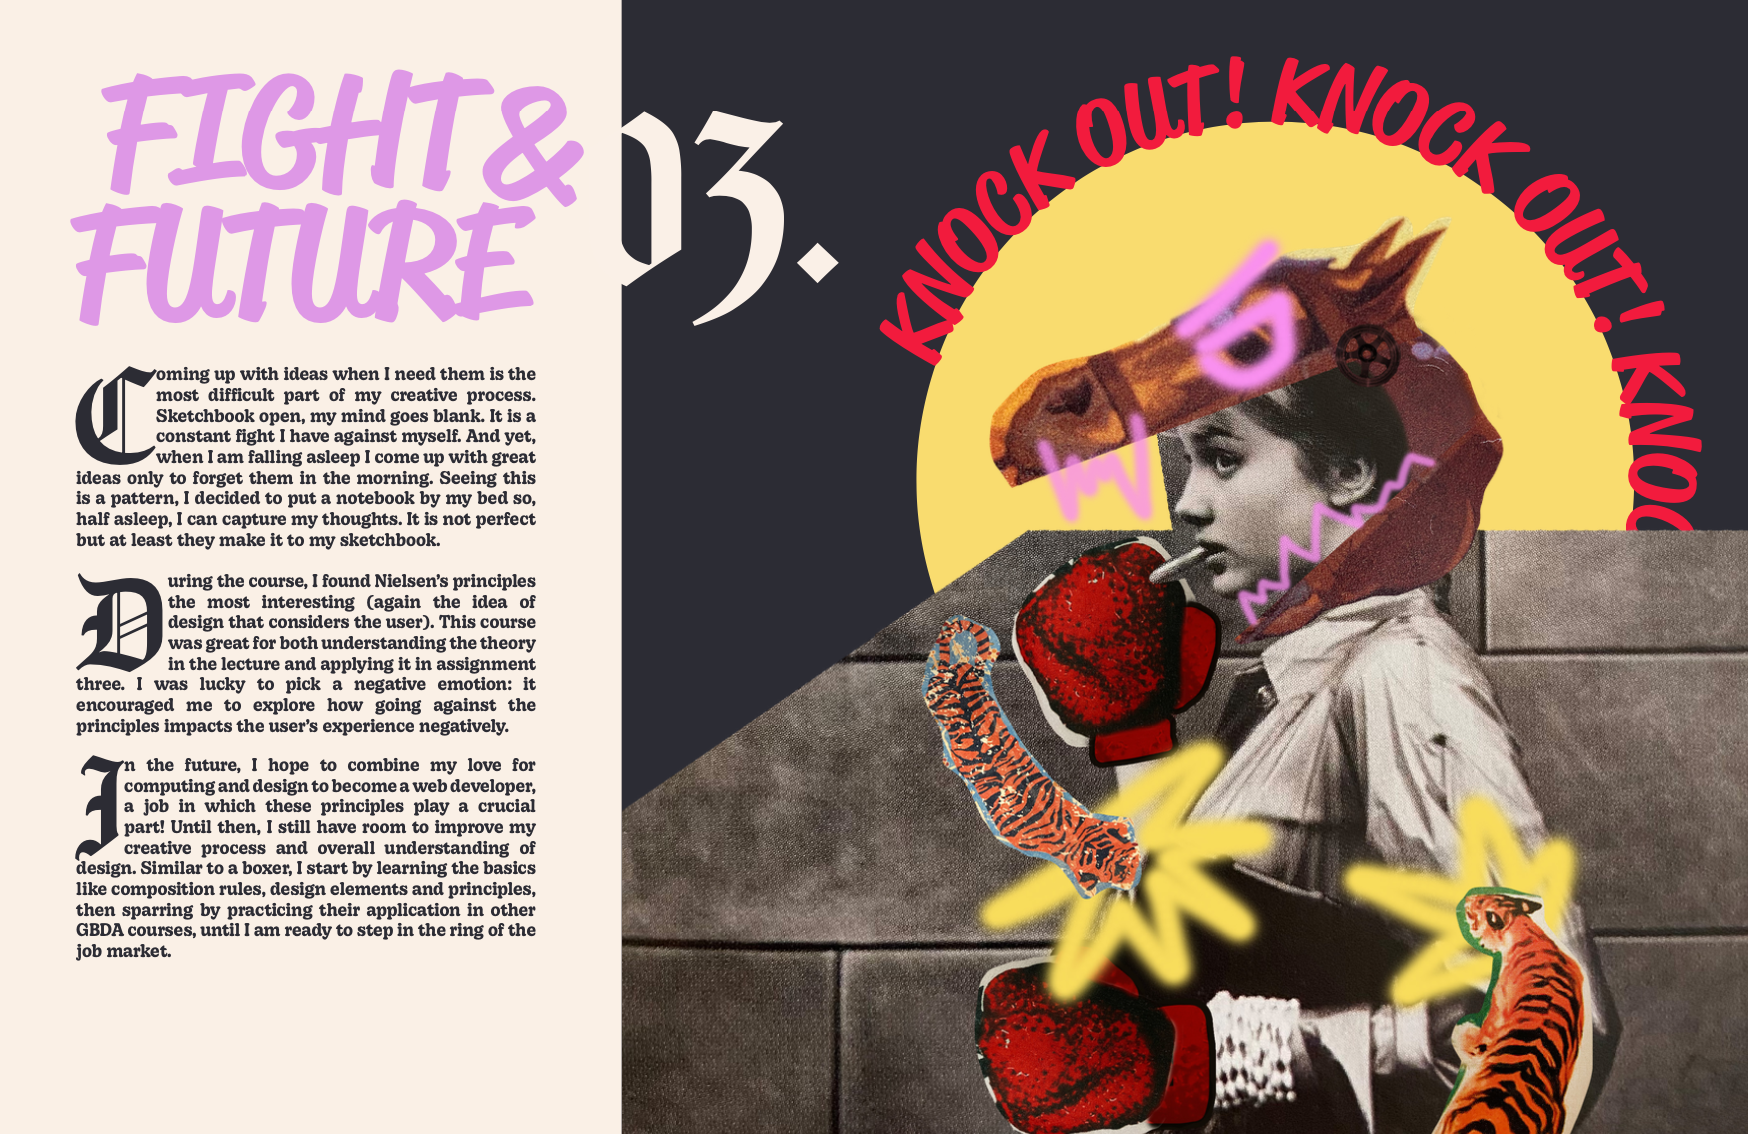 FIGHT &
FUTURE
Coming up with ideas when I need them is the
most difficult part of my creative process.
Sketchbook open, my mind goes blank. It is a
constant fight I have against myself. And yet,
when I am falling asleep I come up with great
ideas only to forget them in the morning. Seeing this
is a pattern, I decided to put a notebook by my bed so,
half asleep, I can capture my thoughts. It is not perfect
but at least they make it to my sketchbook.
During the course, I found Nielsen's principles
the most interesting (again the idea of
design that considers the user). This course
was great for both understanding the theory
in the lecture and applying it in assignment
three. I was lucky to pick a negative emotion: it
encouraged me to explore how going against the
principles impacts the user's experience negatively.
In the future, I hope to combine my love for
computing and design to become a web developer,
a job in which these principles play a crucial
part! Until then, I still have room to improve my
creative process and overall understanding of
design. Similar to a boxer, I start by learning the basics
like composition rules, design elements and principles,
then sparring by practicing their application in other
GBDA courses, until I am ready to step in the ring of the
job market.
03.
KNOCK OUT! KNOCK OUT! KNOC